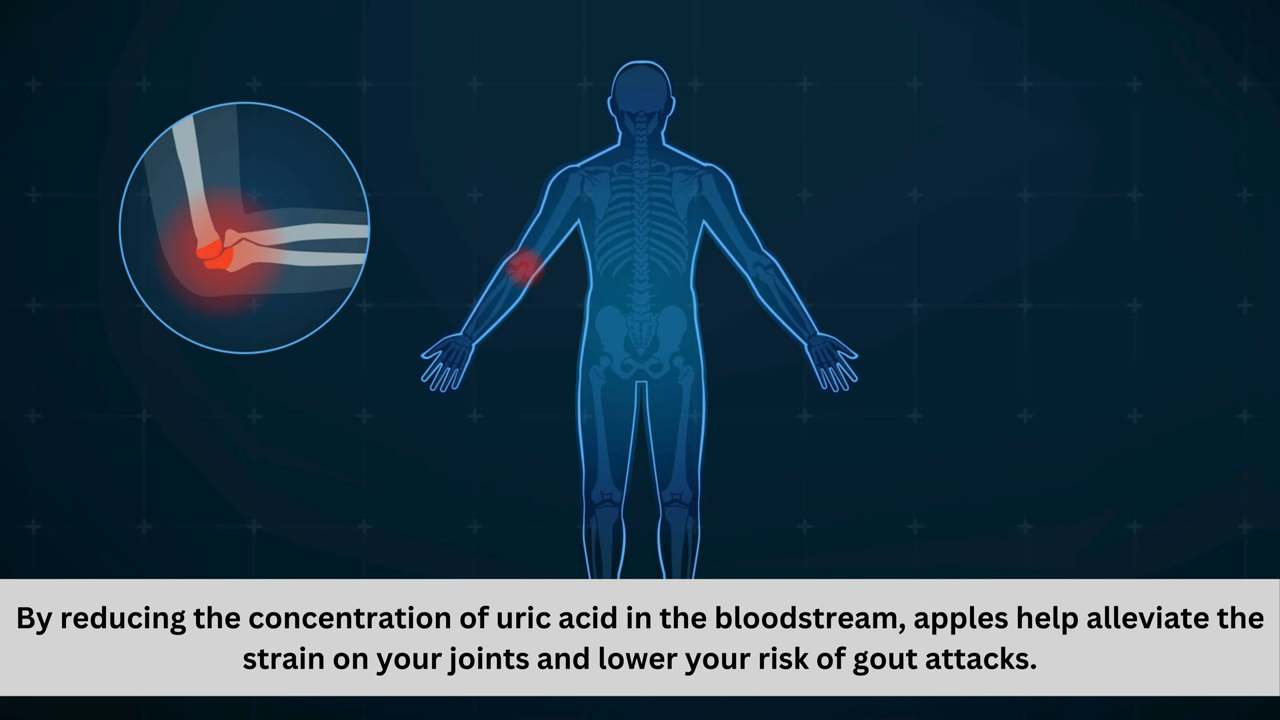 By reducing the concentration of uric acid in the bloodstream, apples help alleviate the
strain on your joints and lower your risk of gout attacks.